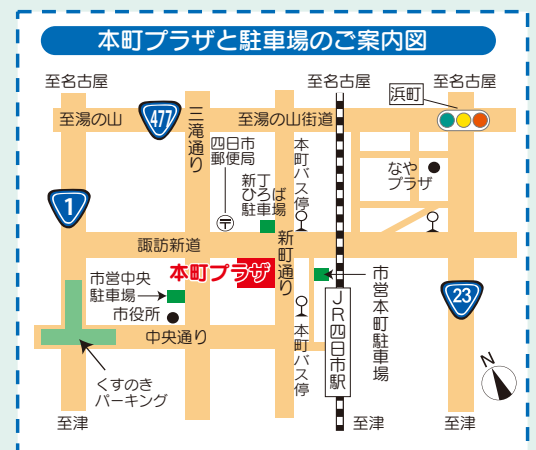 本町プラザと駐車場のご案内図
至名古屋
至名古屋
至名古屋
浜町
至湯の山
477
三滝通り
至湯の山街道
四日市
郵便局
〒
新丁
ひろば
駐車場
本町バス停
なや
プラザ
1
諏訪新道
新町通り
本町プラザ
市営中央
駐車場
市役所
市営本町駐車場
23
中央通り
本町バス停
JR四日市駅
くすのき
パーキング
N
至津
至津
至津